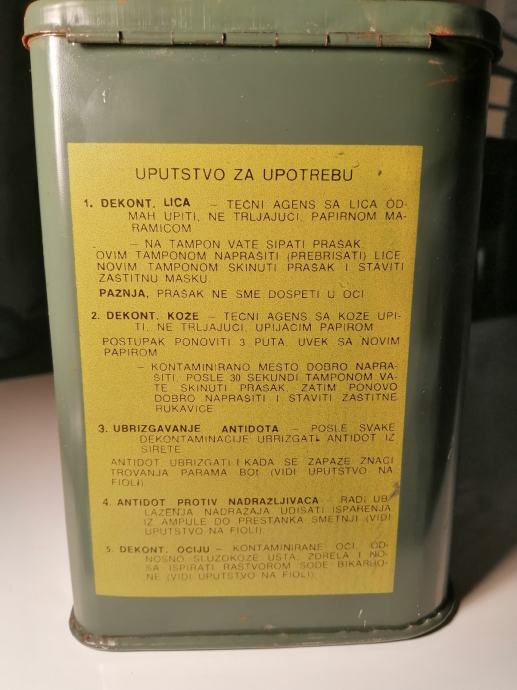 UPUTSTVO ZA UPOTREBU
1. DEKONT. LICA – TEČNI AGENS SA LICA OD-
MAH UPITI, NE TRLJAJUĆI, PAPIRNOM MA-
RAMICOM
– NA TAMPON VATE SIPATI PRAŠAK.
OVIM TAMPONOM NAPRAŠITI (PREBRISATI) LICE.
NOVIM TAMPONOM SKINUTI PRAŠAK I STAVITI
ZAŠTITNU MASKU.
PAŽNJA, PRAŠAK NE SME DOSPETI U OČI
2. DEKONT. KOŽE – TEČNI AGENS SA KOŽE UPI-
TI, NE TRLJAJUĆI, UPIJAĆIM PAPIROM
POSTUPAK PONOVITI 3 PUTA, UVEK SA NOVIM
PAPIROM
– KONTAMINIRANO MESTO DOBRO NAPRA-
ŠITI, POSLE 30 SEKUNDI TAMPONOM VA-
TE SKINUTI PRAŠAK, ZATIM PONOVO
DOBRO NAPRAŠITI I STAVITI ZAŠTITNE
RUKAVICE
3. UBRIZGAVANJE ANTIDOTA – POSLE SVAKE
DEKONTAMINACIJE UBRIZGATI ANTIDOT IZ
SIRETE.
ANTIDOT UBRIZGATI I KADA SE ZAPAZE ZNACI
TROVANJA PARAMA BOt (VIDI UPUTSTVO NA
FIOLI).
4. ANTIDOT PROTIV NADRAŽLJIVACA – RADI UB-
LAŽENJA NADRAŽAJA UDISATI ISPARENJA
IZ AMPULE DO PRESTANKA SMETNJI (VIDI
UPUTSTVO NA FIOLI).
5. DEKONT. OČIJU – KONTAMINIRANE OČI, OD-
NOSNO SLUZOKOŽE USTA, ŽDRELA I NO-
SA ISPIRATI RASTVOROM SODE BIKARBO-
NE (VIDI UPUTSTVO NA FIOLI).